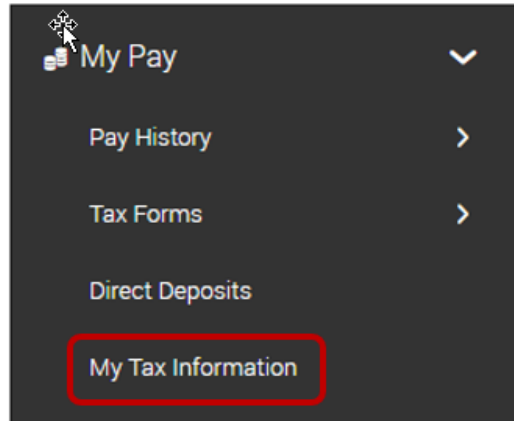 My Pay
Pay History
Tax Forms
Direct Deposits
My Tax Information